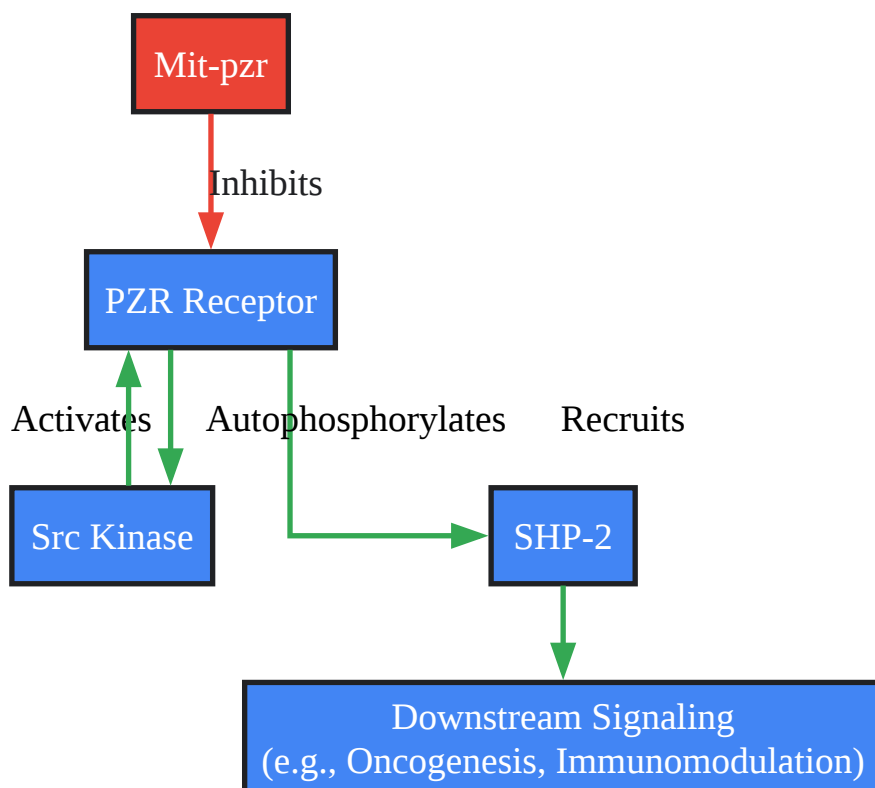 Mit-pzr
Inhibits
PZR Receptor
Activates
Autophosphorylates
Recruits
Src Kinase
SHP-2
Downstream Signaling
(e.g., Oncogenesis, Immunomodulation)